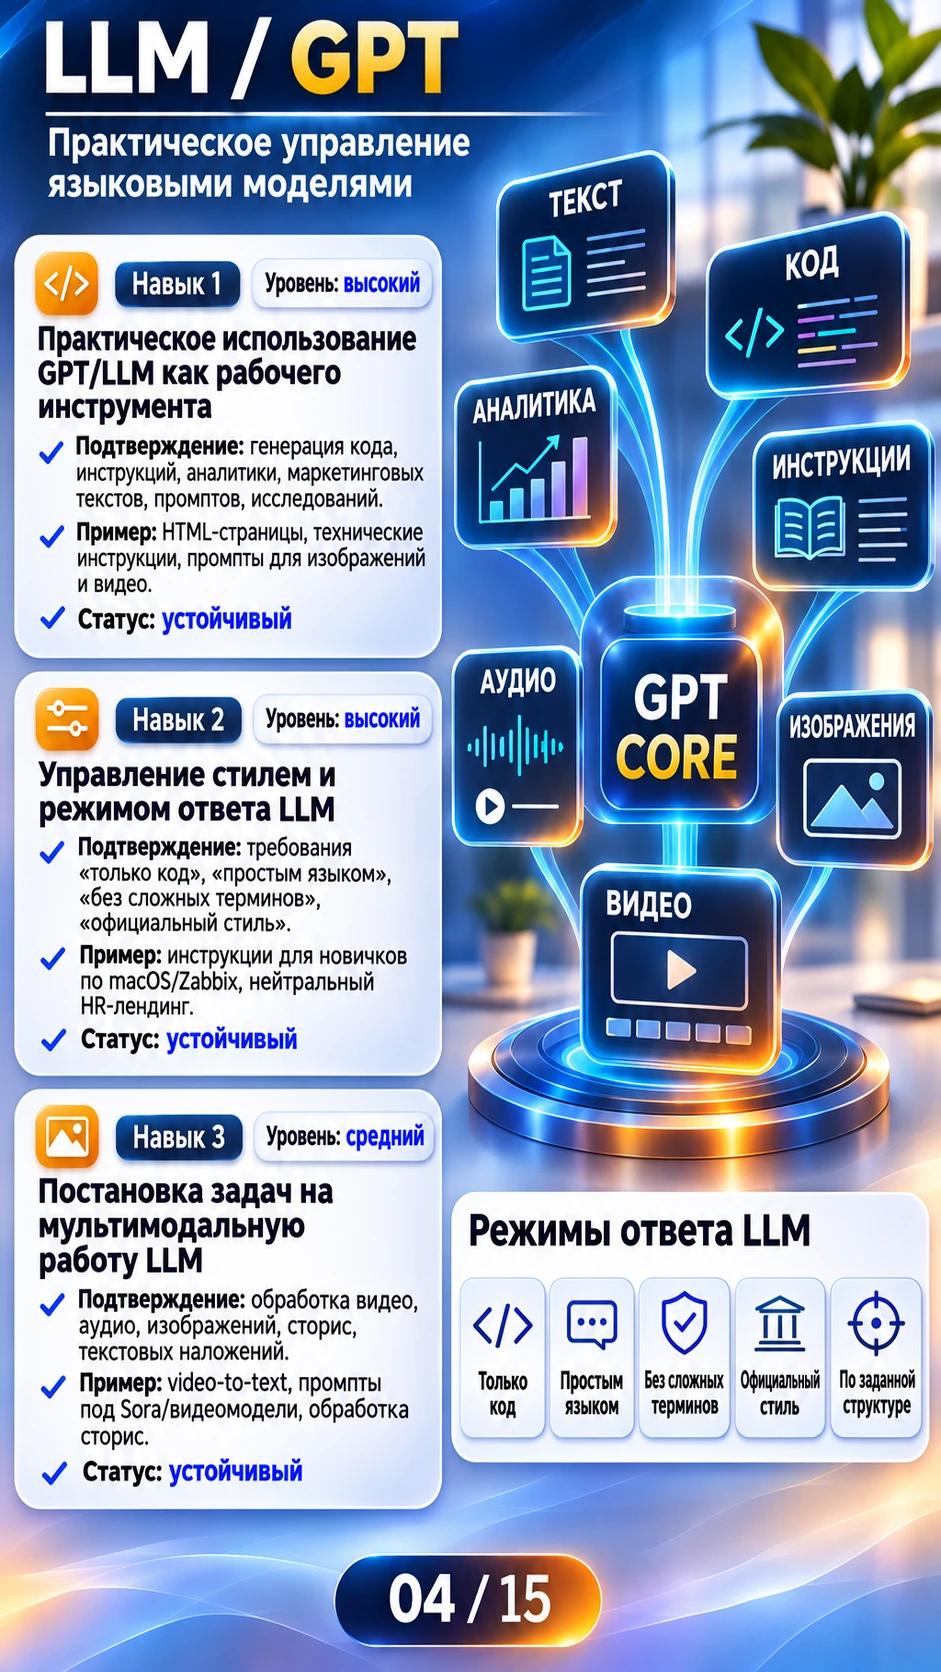 LLM / GPT
Практическое управление
языковыми моделями
Навык 1
Уровень: высокий
Практическое использование
GPT/LLM как рабочего
инструмента
Подтверждение: генерация кода,
инструкций, аналитики, маркетинговых
текстов, промптов, исследований.
Пример: HTML-страницы, технические
инструкции, промпты для изображений
и видео.
Статус: устойчивый
Навык 2
Уровень: высокий
Управление стилем и
режимом ответа LLM
Подтверждение: требования
«только код», «простым языком»,
«без сложных терминов»,
«официальный стиль».
Пример: инструкции для новичков
по macOS/Zabbix, нейтральный
HR-лендинг.
Статус: устойчивый
Навык 3
Уровень: средний
Постановка задач на
мультимодальную
работу LLM
Подтверждение: обработка видео,
аудио, изображений, сторис,
текстовых наложений.
Пример: video-to-text, промпты
под Sora/видеомодели, обработка
сторис.
Статус: устойчивый
ТЕКСТ
КОД
АНАЛИТИКА
ИНСТРУКЦИИ
АУДИО
GPT
CORE
ИЗОБРАЖЕНИЯ
ВИДЕО
Режимы ответа LLM
Только
код
Простым
языком
Без сложных
терминов
Официальный
стиль
По заданной
структуре
04 / 15